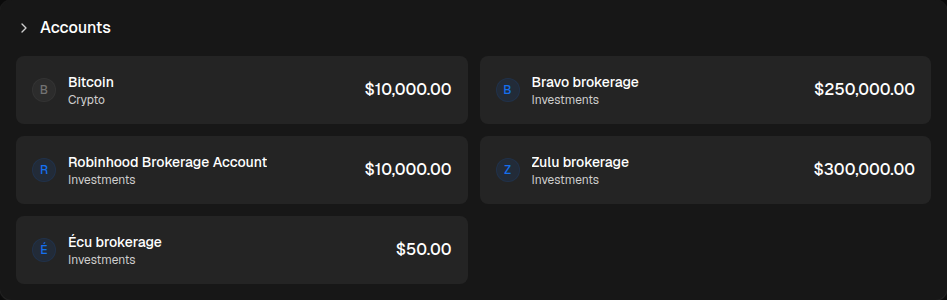 Accounts
B
Bitcoin
Crypto
$10,000.00
B
Bravo brokerage
Investments
$250,000.00
R
Robinhood Brokerage Account
Investments
$10,000.00
Z
Zulu brokerage
Investments
$300,000.00
É
Écu brokerage
Investments
$50.00